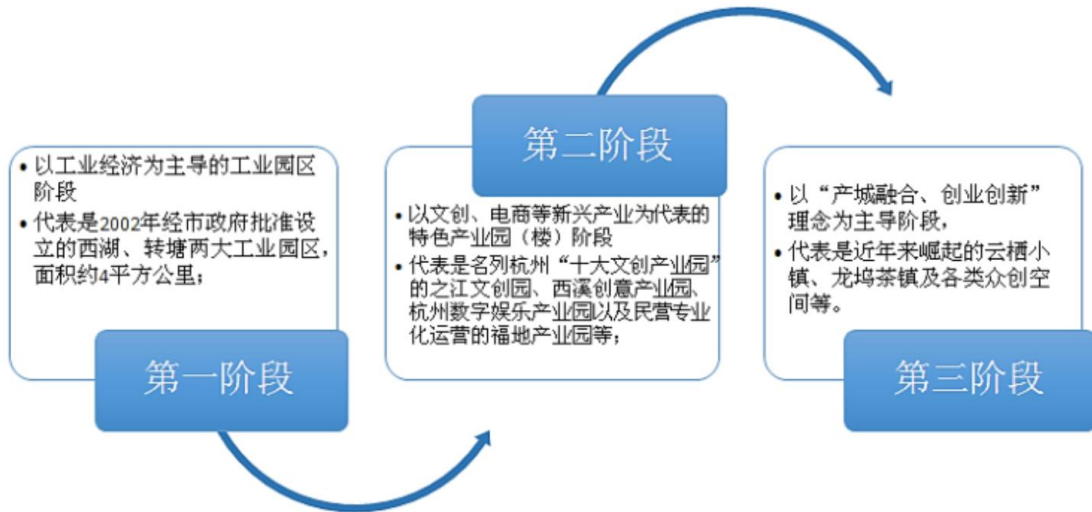 • 以工业经济为主导的工业园区
阶段
• 代表是2002年经市政府批准设
立的西湖、转塘两大工业园区，
面积约4平方公里；
第一阶段
第二阶段
• 以文创、电商等新兴产业为代表的
特色产业园（楼）阶段
• 代表是名列杭州“十大文创产业园”
的之江文创园、西溪创意产业园、
杭州数字娱乐产业园以及民营专业
化运营的福地产业园等；
• 以“产城融合、创业创新”
理念为主导阶段，
• 代表是近年来崛起的云栖小
镇、龙坞茶镇及各类众创空
间等。
第三阶段